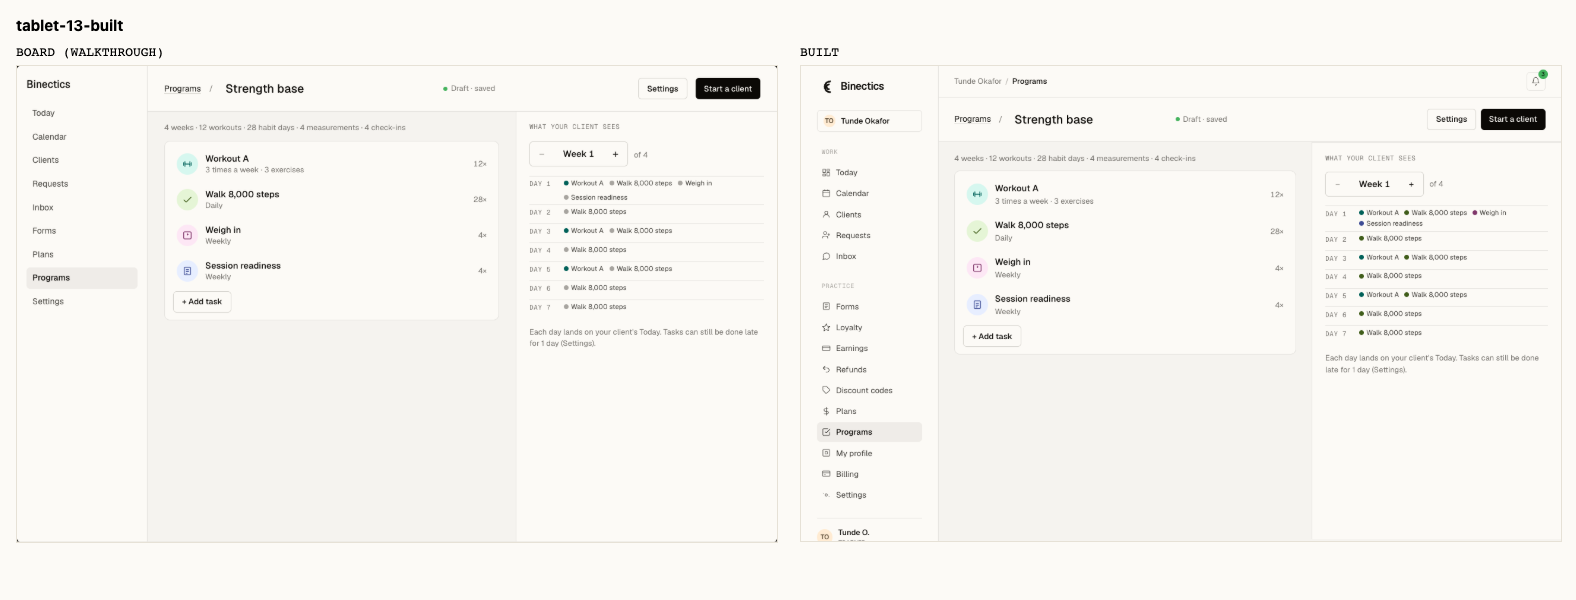 tablet-13-built
BOARD (WALKTHROUGH)
Binectics
Today
Calendar
Clients
Requests
Inbox
Forms
Plans
Programs
Settings
Programs / Strength base
Draft · saved
Settings
Start a client
4 weeks · 12 workouts · 28 habit days · 4 measurements · 4 check-ins
Workout A
3 times a week · 3 exercises
12×
Walk 8,000 steps
Daily
28×
Weigh in
Weekly
4×
Session readiness
Weekly
4×
+ Add task
WHAT YOUR CLIENT SEES
− Week 1 + of 4
DAY 1 Workout A Walk 8,000 steps Weigh in
Session readiness
DAY 2 Walk 8,000 steps
DAY 3 Workout A Walk 8,000 steps
DAY 4 Walk 8,000 steps
DAY 5 Workout A Walk 8,000 steps
DAY 6 Walk 8,000 steps
DAY 7 Walk 8,000 steps
Each day lands on your client's Today. Tasks can still be done late
for 1 day (Settings).
BUILT
Binectics
TO Tunde Okafor
WORK
Today
Calendar
Clients
Requests
Inbox
PRACTICE
Forms
Loyalty
Earnings
Refunds
Discount codes
Plans
Programs
My profile
Billing
Settings
TO Tunde O.
Tunde Okafor / Programs
3
Programs / Strength base
Draft · saved
Settings
Start a client
4 weeks · 12 workouts · 28 habit days · 4 measurements · 4 check-ins
Workout A
3 times a week · 3 exercises
12×
Walk 8,000 steps
Daily
28×
Weigh in
Weekly
4×
Session readiness
Weekly
4×
+ Add task
WHAT YOUR CLIENT SEES
− Week 1 + of 4
DAY 1 Workout A Walk 8,000 steps Weigh in
Session readiness
DAY 2 Walk 8,000 steps
DAY 3 Workout A Walk 8,000 steps
DAY 4 Walk 8,000 steps
DAY 5 Workout A Walk 8,000 steps
DAY 6 Walk 8,000 steps
DAY 7 Walk 8,000 steps
Each day lands on your client's Today. Tasks can still be done
late for 1 day (Settings).